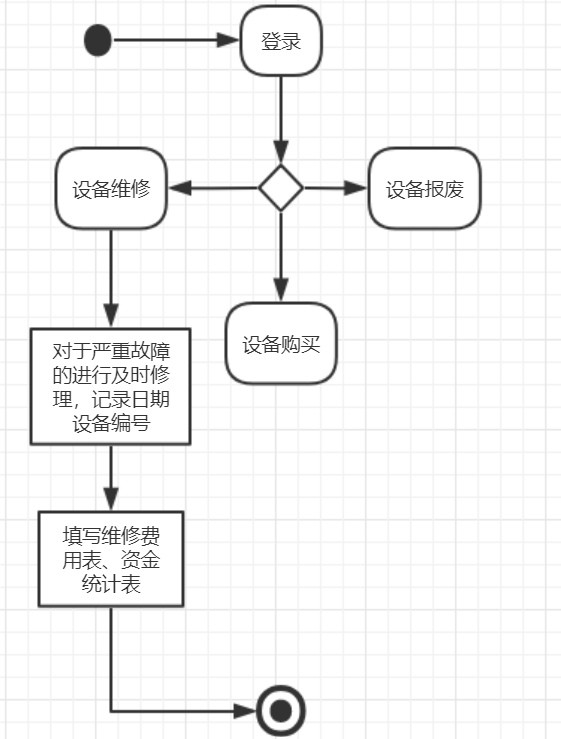 登录
设备维修
设备报废
设备购买
对于严重故障
的进行及时修
理，记录日期
设备编号
填写维修费
用表、资金
统计表